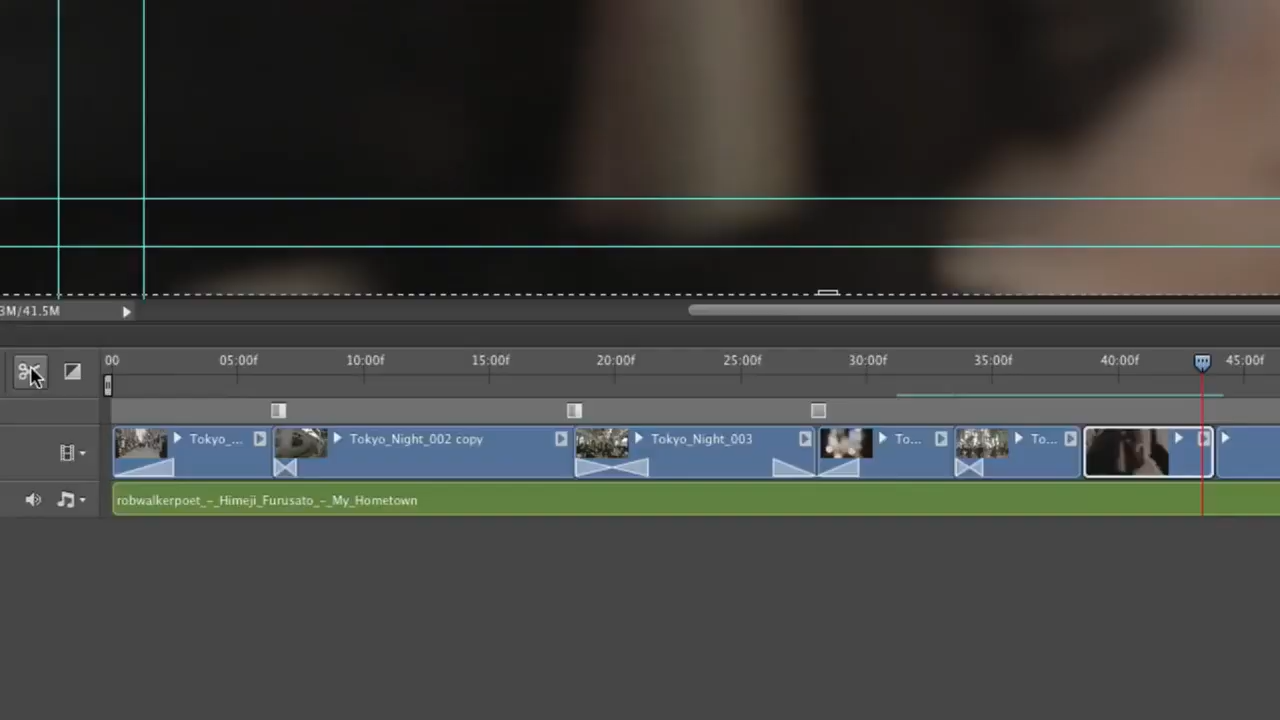 3M/41.5M
00 05:00f 10:00f 15:00f 20:00f 25:00f 30:00f 35:00f 40:00f 45:00f
Tokyo_... Tokyo_Night_002 copy Tokyo_Night_003 To... To...
robwalkerpoet_-_Himeji_Furusato_-_My_Hometown